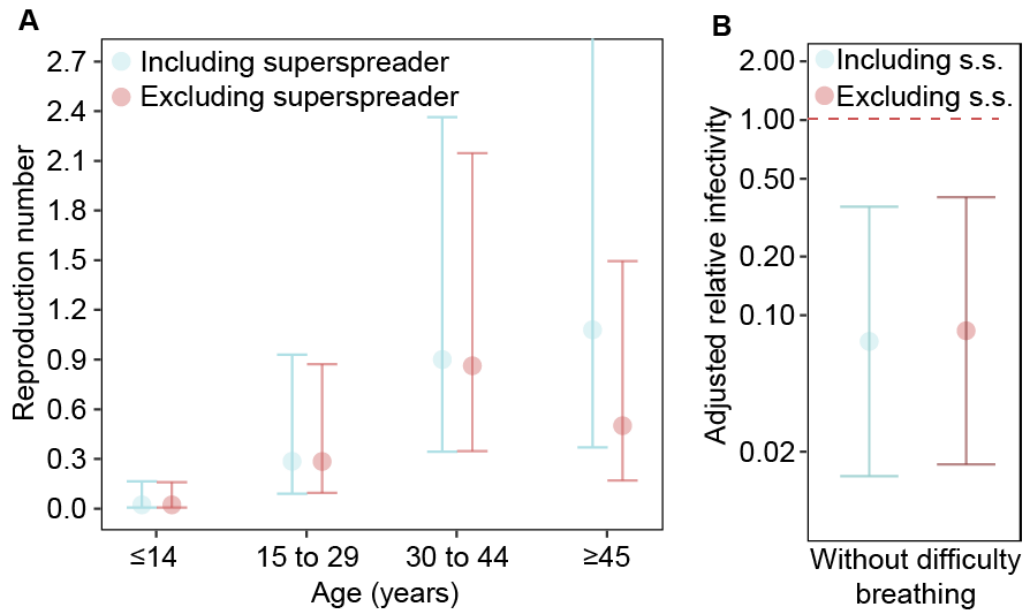 A
Including superspreader
Excluding superspreader
Reproduction number
2.7
2.4
2.1
1.8
1.5
1.2
0.9
0.6
0.3
0.0
≤14
15 to 29
30 to 44
≥45
Age (years)
B
Including s.s.
Excluding s.s.
Adjusted relative infectivity
2.00
1.00
0.50
0.20
0.10
0.02
Without difficulty
breathing